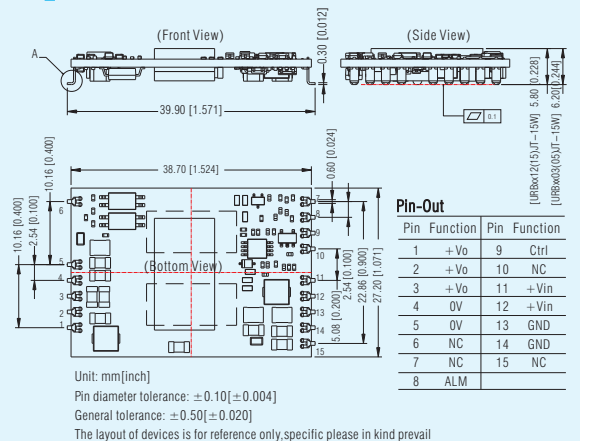 (Front View)
(Side View)
A
0.30 [0.012]
39.90 [1.571]
0.1
[URBxx12(15)JT-15W] 5.80 [0.228]
[URBxx03(05)JT-15W] 6.20 [0.244]
38.70 [1.524]
0.60 [0.024]
10.16 [0.400]
10.16 [0.400]
2.54 [0.100]
6
5
4
3
2
1
(Bottom View)
7
8
9
10
11
12
13
14
15
5.08 [0.200]
2.54 [0.100]
22.86 [0.900]
27.20 [1.071]
Pin-Out
Pin Function Pin Function
1 +Vo 9 Ctrl
2 +Vo 10 NC
3 +Vo 11 +Vin
4 0V 12 +Vin
5 0V 13 GND
6 NC 14 GND
7 NC 15 NC
8 ALM
Unit: mm[inch]
Pin diameter tolerance: ±0.10[±0.004]
General tolerance: ±0.50[±0.020]
The layout of devices is for reference only,specific please in kind prevail